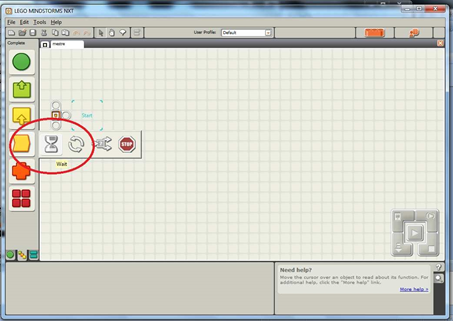 LEGO MINDSTORMS NXT
File Edit Tools Help
User Profile: Default
Complete
Start
STOP
Wait
Need help?
Move the cursor over an object to read about its function. For
additional help, click the "More help" link.
More help »